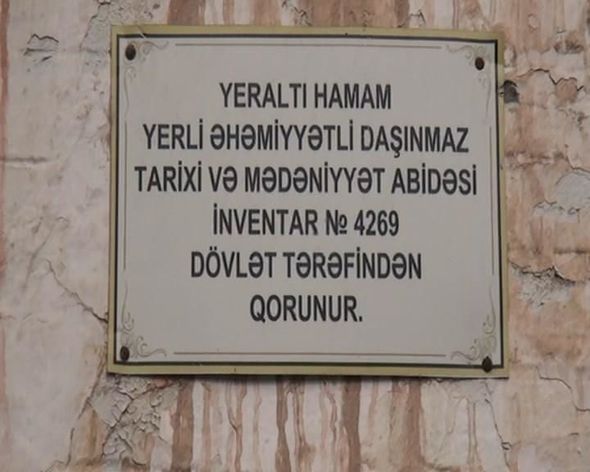 YERALTI HAMAM
YERLİ ƏHƏMİYYƏTLİ DAŞINMAZ
TARİXİ VƏ MƏDƏNİYYƏT ABİDƏSİ
İNVENTAR № 4269
DÖVLƏT TƏRƏFİNDƏN
QORUNUR.